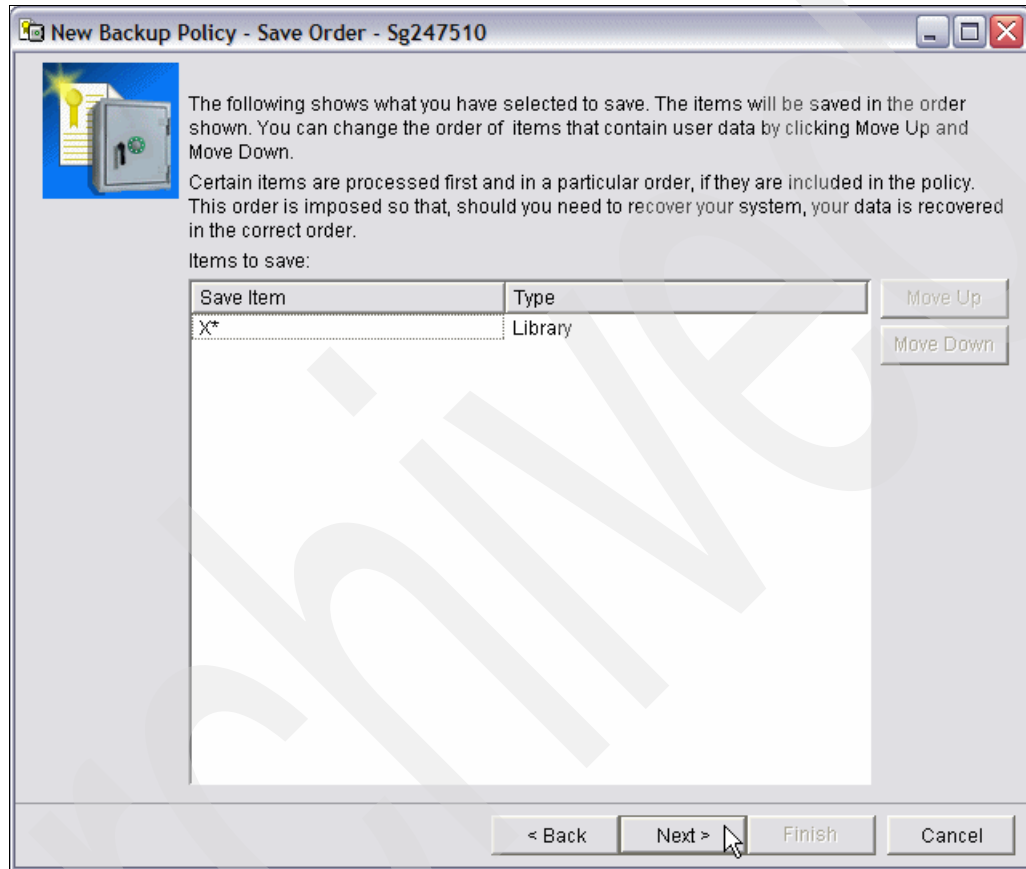 New Backup Policy - Save Order - Sg247510
The following shows what you have selected to save. The items will be saved in the order
shown. You can change the order of items that contain user data by clicking Move Up and
Move Down.
Certain items are processed first and in a particular order, if they are included in the policy.
This order is imposed so that, should you need to recover your system, your data is recovered
in the correct order.
Items to save:
Save Item Type
X* Library
Move Up
Move Down
< Back Next > Finish Cancel